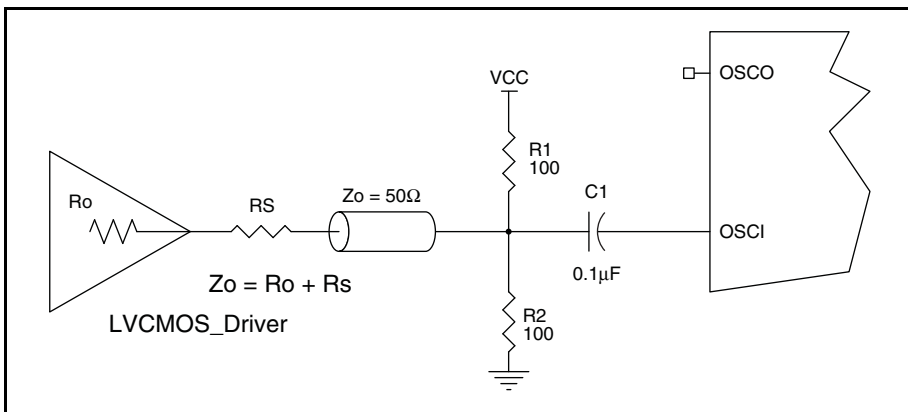 OSCO
VCC
R1
100
Ro
RS
Zo = 50Ω
C1
OSCI
0.1μF
Zo = Ro + Rs
LVCMOS_Driver
R2
100